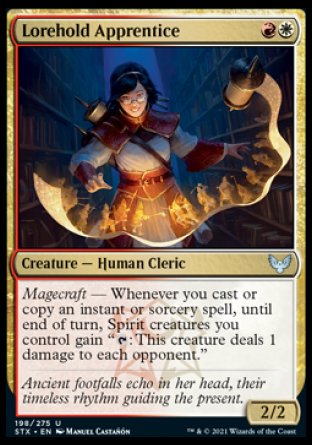 Lorehold Apprentice
Creature — Human Cleric
Magecraft — Whenever you cast or
copy an instant or sorcery spell, until
end of turn, Spirit creatures you
control gain “: This creature deals 1
damage to each opponent.”
Ancient footfalls echo in her head, their
timeless rhythm guiding the present.
2/2
198/275 U
STX • EN Manuel Castañón
™ & © 2021 Wizards of the Coast